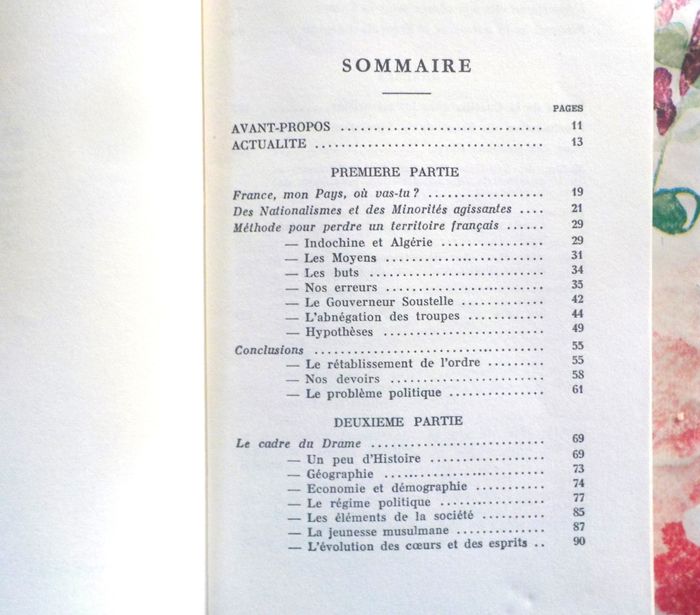 SOMMAIRE
PAGES
AVANT-PROPOS ................................ 11
ACTUALITE .................................. 13
PREMIERE PARTIE
France, mon Pays, où vas-tu ? .................. 19
Des Nationalismes et des Minorités agissantes .... 21
Méthode pour perdre un territoire français ...... 29
— Indochine et Algérie ................ 29
— Les Moyens ........................ 31
— Les buts .......................... 34
— Nos erreurs ........................ 35
— Le Gouverneur Soustelle .............. 42
— L'abnégation des troupes ............ 44
— Hypothèses ........................ 49
Conclusions .................................. 55
— Le rétablissement de l'ordre ......... 55
— Nos devoirs ........................ 58
— Le problème politique ................ 61
DEUXIEME PARTIE
Le cadre du Drame .......................... 69
— Un peu d'Histoire .................. 69
— Géographie ........................ 73
— Economie et démographie ............ 74
— Le régime politique ................ 77
— Les éléments de la société ............ 85
— La jeunesse musulmane .............. 87
— L'évolution des cœurs et des esprits .. 90